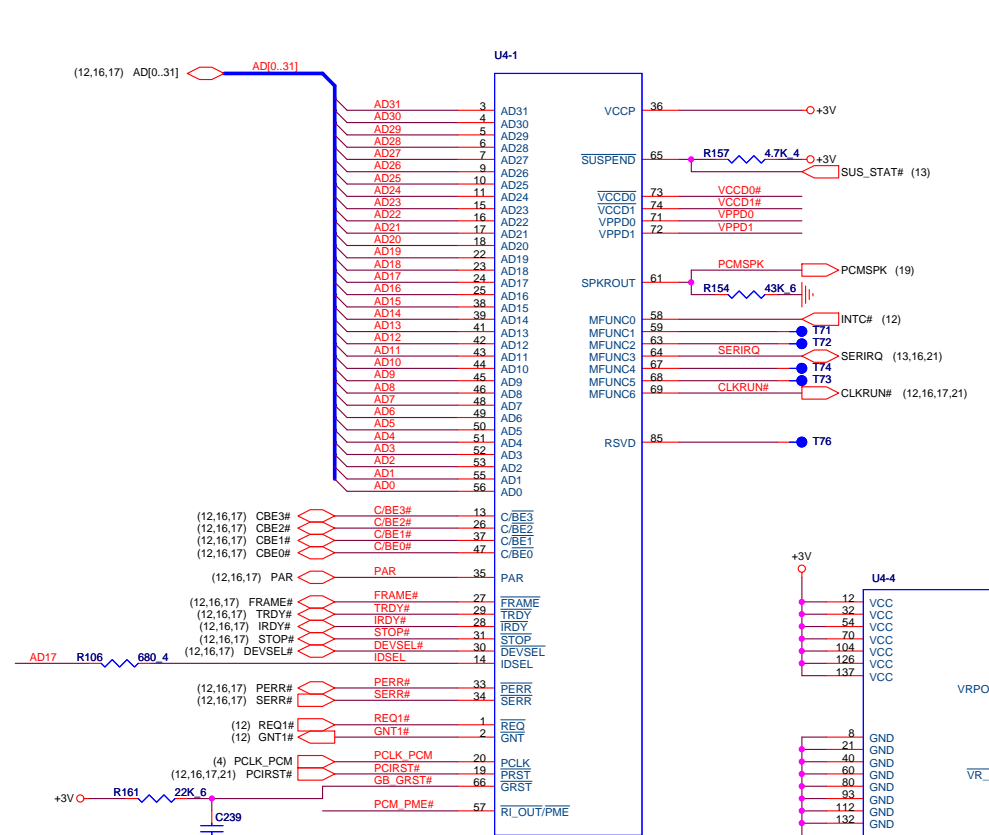 U4-1
(12,16,17) AD[0..31] AD[0..31]
AD31 3 AD31 VCCP 36 +3V
AD30 4 AD30
AD29 5 AD29
AD28 6 AD28
AD27 7 AD27 SUSPEND 65 R157 4.7K_4 +3V
AD26 9 AD26 SUS_STAT# (13)
AD25 10 AD25
AD24 11 AD24 VCCD0 73 VCCD0#
AD23 15 AD23 VCCD1 74 VCCD1#
AD22 16 AD22 VPPD0 71 VPPD0
AD21 17 AD21 VPPD1 72 VPPD1
AD20 18 AD20
AD19 22 AD19
AD18 23 AD18 PCMSPK PCMSPK (19)
AD17 24 AD17 SPKROUT 61
AD16 25 AD16 R154 43K_6
AD15 38 AD15
AD14 39 AD14 MFUNC0 58 INTC# (12)
AD13 41 AD13 MFUNC1 59 T71
AD12 42 AD12 MFUNC2 63 T72
AD11 43 AD11 MFUNC3 64 SERIRQ SERIRQ (13,16,21)
AD10 44 AD10 MFUNC4 67 T74
AD9 45 AD9 MFUNC5 68 T73
AD8 46 AD8 MFUNC6 69 CLKRUN# CLKRUN# (12,16,17,21)
AD7 48 AD7
AD6 49 AD6
AD5 50 AD5
AD4 51 AD4 RSVD 85 T76
AD3 52 AD3
AD2 53 AD2
AD1 55 AD1
AD0 56 AD0
(12,16,17) CBE3# C/BE3# 13 C/BE3
(12,16,17) CBE2# C/BE2# 26 C/BE2
(12,16,17) CBE1# C/BE1# 37 C/BE1
(12,16,17) CBE0# C/BE0# 47 C/BE0
+3V
(12,16,17) PAR PAR 35 PAR
U4-4
(12,16,17) FRAME# FRAME# 27 FRAME 12 VCC
(12,16,17) TRDY# TRDY# 29 TRDY 32 VCC
(12,16,17) IRDY# IRDY# 28 IRDY 54 VCC
(12,16,17) STOP# STOP# 31 STOP 70 VCC
(12,16,17) DEVSEL# DEVSEL# 30 DEVSEL 104 VCC
AD17 R106 680_4 IDSEL 14 IDSEL 126 VCC
137 VCC
(12,16,17) PERR# PERR# 33 PERR VRPO
(12,16,17) SERR# SERR# 34 SERR
(12) REQ1# REQ1# 1 REQ
(12) GNT1# GNT1# 2 GNT 8 GND
21 GND
(4) PCLK_PCM PCLK_PCM 20 PCLK 40 GND
(12,16,17,21) PCIRST# PCIRST# 19 PRST 60 GND VR_
GB_GRST# 66 GRST 80 GND
+3V R161 22K_6 93 GND
PCM_PME# 57 RI_OUT/PME 112 GND
C239 132 GND